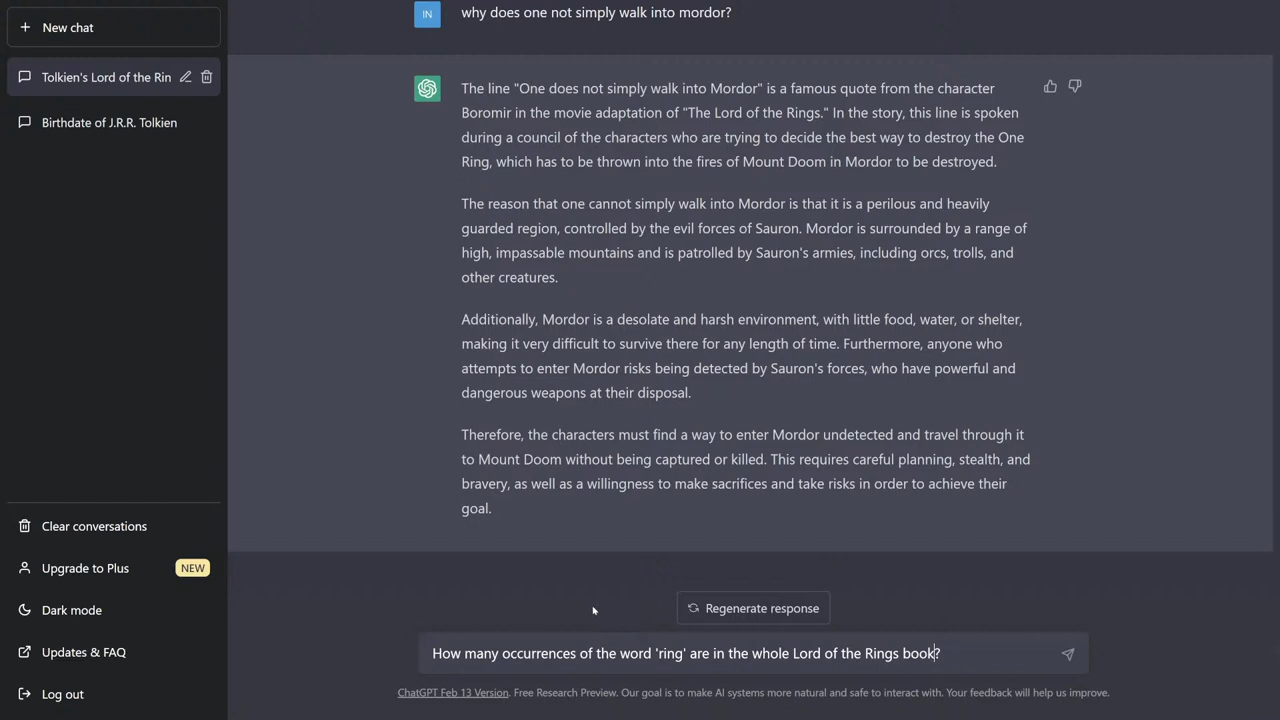 New chat
Tolkien's Lord of the Rin
Birthdate of J.R.R. Tolkien
Clear conversations
Upgrade to Plus
NEW
Dark mode
Updates & FAQ
Log out
IN
why does one not simply walk into mordor?
The line "One does not simply walk into Mordor" is a famous quote from the character
Boromir in the movie adaptation of "The Lord of the Rings." In the story, this line is spoken
during a council of the characters who are trying to decide the best way to destroy the One
Ring, which has to be thrown into the fires of Mount Doom in Mordor to be destroyed.
The reason that one cannot simply walk into Mordor is that it is a perilous and heavily
guarded region, controlled by the evil forces of Sauron. Mordor is surrounded by a range of
high, impassable mountains and is patrolled by Sauron's armies, including orcs, trolls, and
other creatures.
Additionally, Mordor is a desolate and harsh environment, with little food, water, or shelter,
making it very difficult to survive there for any length of time. Furthermore, anyone who
attempts to enter Mordor risks being detected by Sauron's forces, who have powerful and
dangerous weapons at their disposal.
Therefore, the characters must find a way to enter Mordor undetected and travel through it
to Mount Doom without being captured or killed. This requires careful planning, stealth, and
bravery, as well as a willingness to make sacrifices and take risks in order to achieve their
goal.
Regenerate response
How many occurrences of the word 'ring' are in the whole Lord of the Rings book?
ChatGPT Feb 13 Version. Free Research Preview. Our goal is to make AI systems more natural and safe to interact with. Your feedback will help us improve.